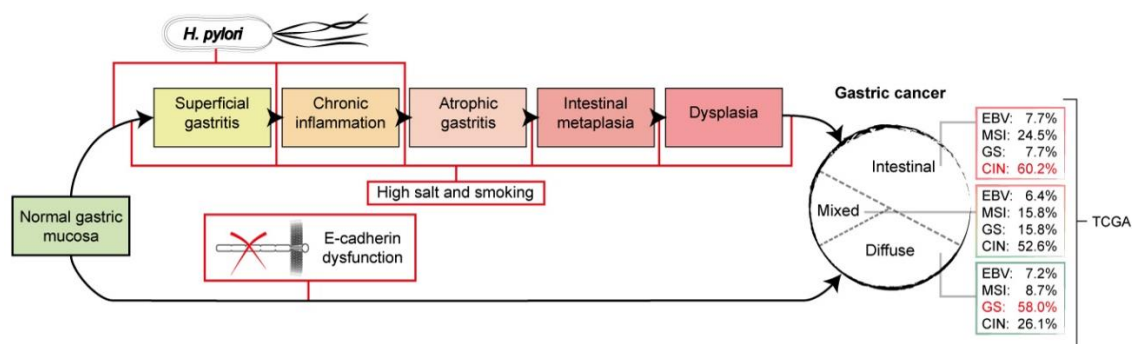 H. pylori
Superficial
gastritis
Chronic
inflammation
Atrophic
gastritis
Intestinal
metaplasia
Dysplasia
High salt and smoking
Normal gastric
mucosa
E-cadherin
dysfunction
Gastric cancer
Intestinal
Mixed
Diffuse
EBV: 7.7%
MSI: 24.5%
GS: 7.7%
CIN: 60.2%
EBV: 6.4%
MSI: 15.8%
GS: 15.8%
CIN: 52.6%
EBV: 7.2%
MSI: 8.7%
GS: 58.0%
CIN: 26.1%
TCGA